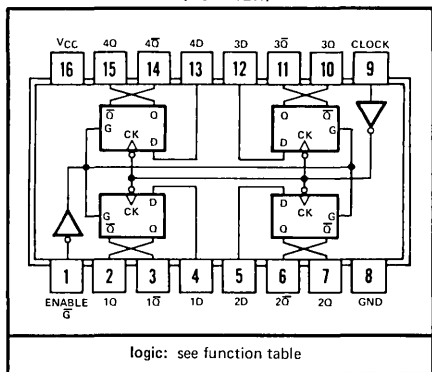 VCC 4Q 4Q̅ 4D 3D 3Q̅ 3Q CLOCK
16 15 14 13 12 11 10 9
Q̅ Q Q Q̅
G G
CK CK
D D
D D
CK CK
G G
Q̅ Q Q Q̅
1 2 3 4 5 6 7 8
ENABLE 1Q 1Q̅ 1D 2D 2Q̅ 2Q GND
G̅
logic: see function table